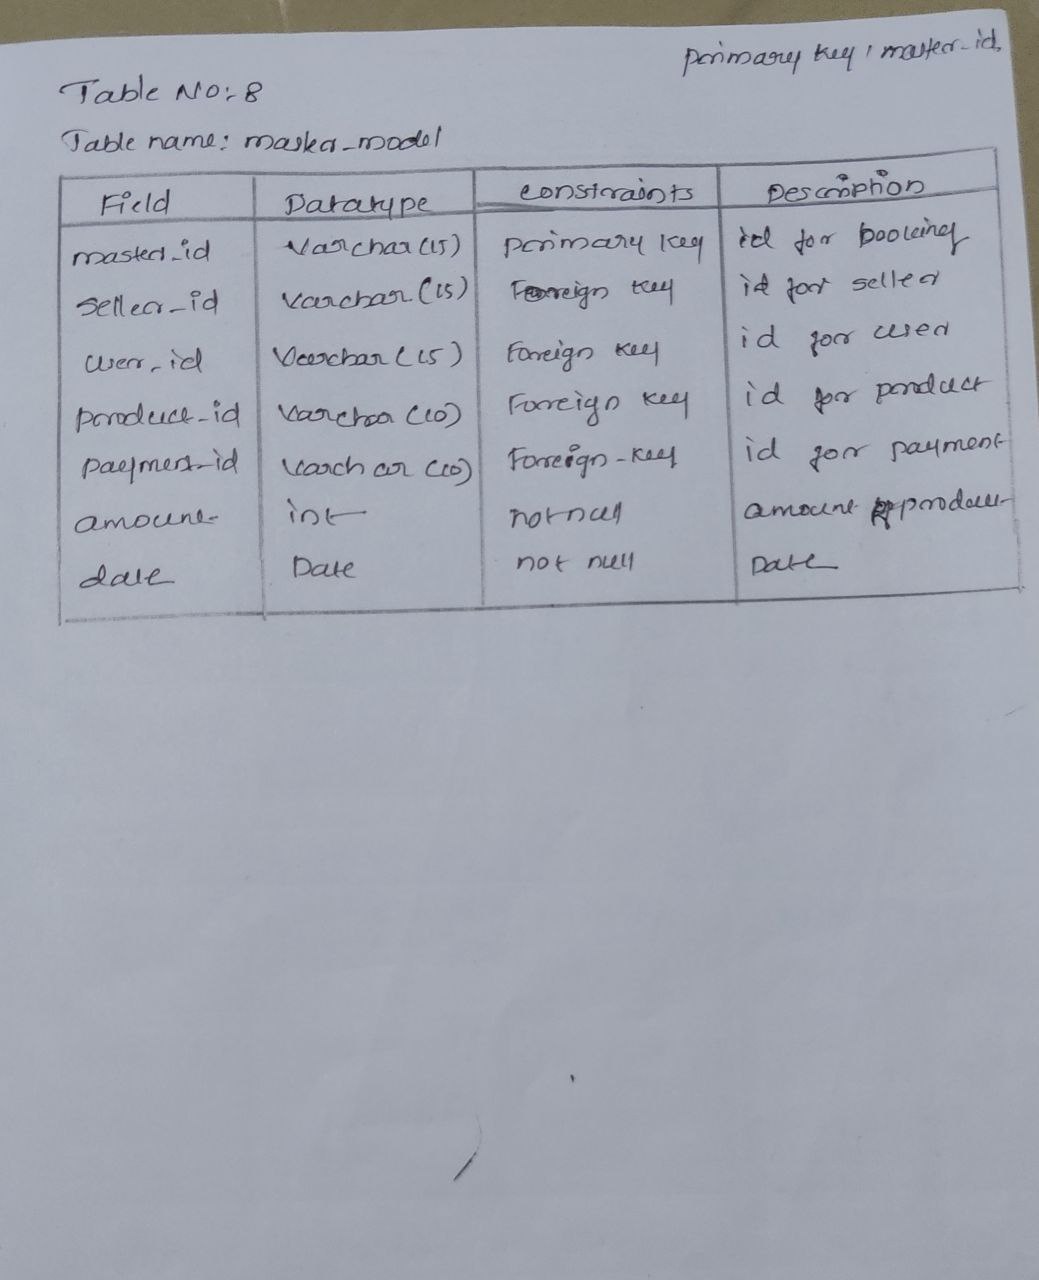 primary key : master_id
Table No:- 8
Table name: master_model
Field Datatype constraints Description
master_id Varchar (15) primary key id for booking
seller_id Varchar (15) Foreign key id for seller
user_id Varchar (15) Foreign key id for user
product_id Varchar (10) Foreign key id for product
payment_id Varchar (10) Foreign-key id for payment
amount int not null amount of product
date Date not null Date